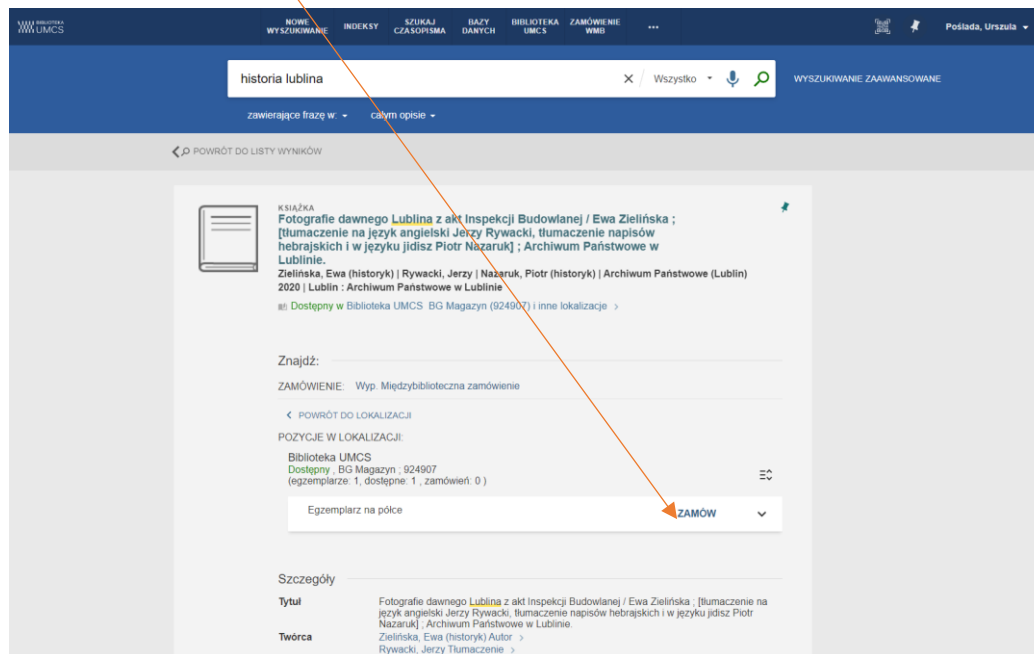 BIBLIOTEKA
UMCS
NOWE WYSZUKIWANIE
INDEKSY
SZUKAJ CZASOPISMA
BAZY DANYCH
BIBLIOTEKA UMCS
ZAMÓWIENIE WMB
...
Poślada, Urszula
historia lublina
Wszystko
WYSZUKIWANIE ZAAWANSOWANE
zawierające frazę w:
całym opisie
POWRÓT DO LISTY WYNIKÓW
KSIĄŻKA
Fotografie dawnego Lublina z akt Inspekcji Budowlanej / Ewa Zielińska ;
[tłumaczenie na język angielski Jerzy Rywacki, tłumaczenie napisów
hebrajskich i w języku jidisz Piotr Nazaruk] ; Archiwum Państwowe w
Lublinie.
Zielińska, Ewa (historyk) | Rywacki, Jerzy | Nazaruk, Piotr (historyk) | Archiwum Państwowe (Lublin)
2020 | Lublin : Archiwum Państwowe w Lublinie
Dostępny w Biblioteka UMCS BG Magazyn (924907) i inne lokalizacje >
Znajdź:
ZAMÓWIENIE: Wyp. Międzybiblioteczna zamówienie
POWRÓT DO LOKALIZACJI
POZYCJE W LOKALIZACJI:
Biblioteka UMCS
Dostępny , BG Magazyn ; 924907
(egzemplarze: 1, dostępne: 1 , zamówień: 0 )
Egzemplarz na półce
ZAMÓW
Szczegóły
Tytuł
Fotografie dawnego Lublina z akt Inspekcji Budowlanej / Ewa Zielińska ; [tłumaczenie na
język angielski Jerzy Rywacki, tłumaczenie napisów hebrajskich i w języku jidisz Piotr
Nazaruk] ; Archiwum Państwowe w Lublinie.
Twórca
Zielińska, Ewa (historyk) Autor >
Rywacki, Jerzy Tłumaczenie >